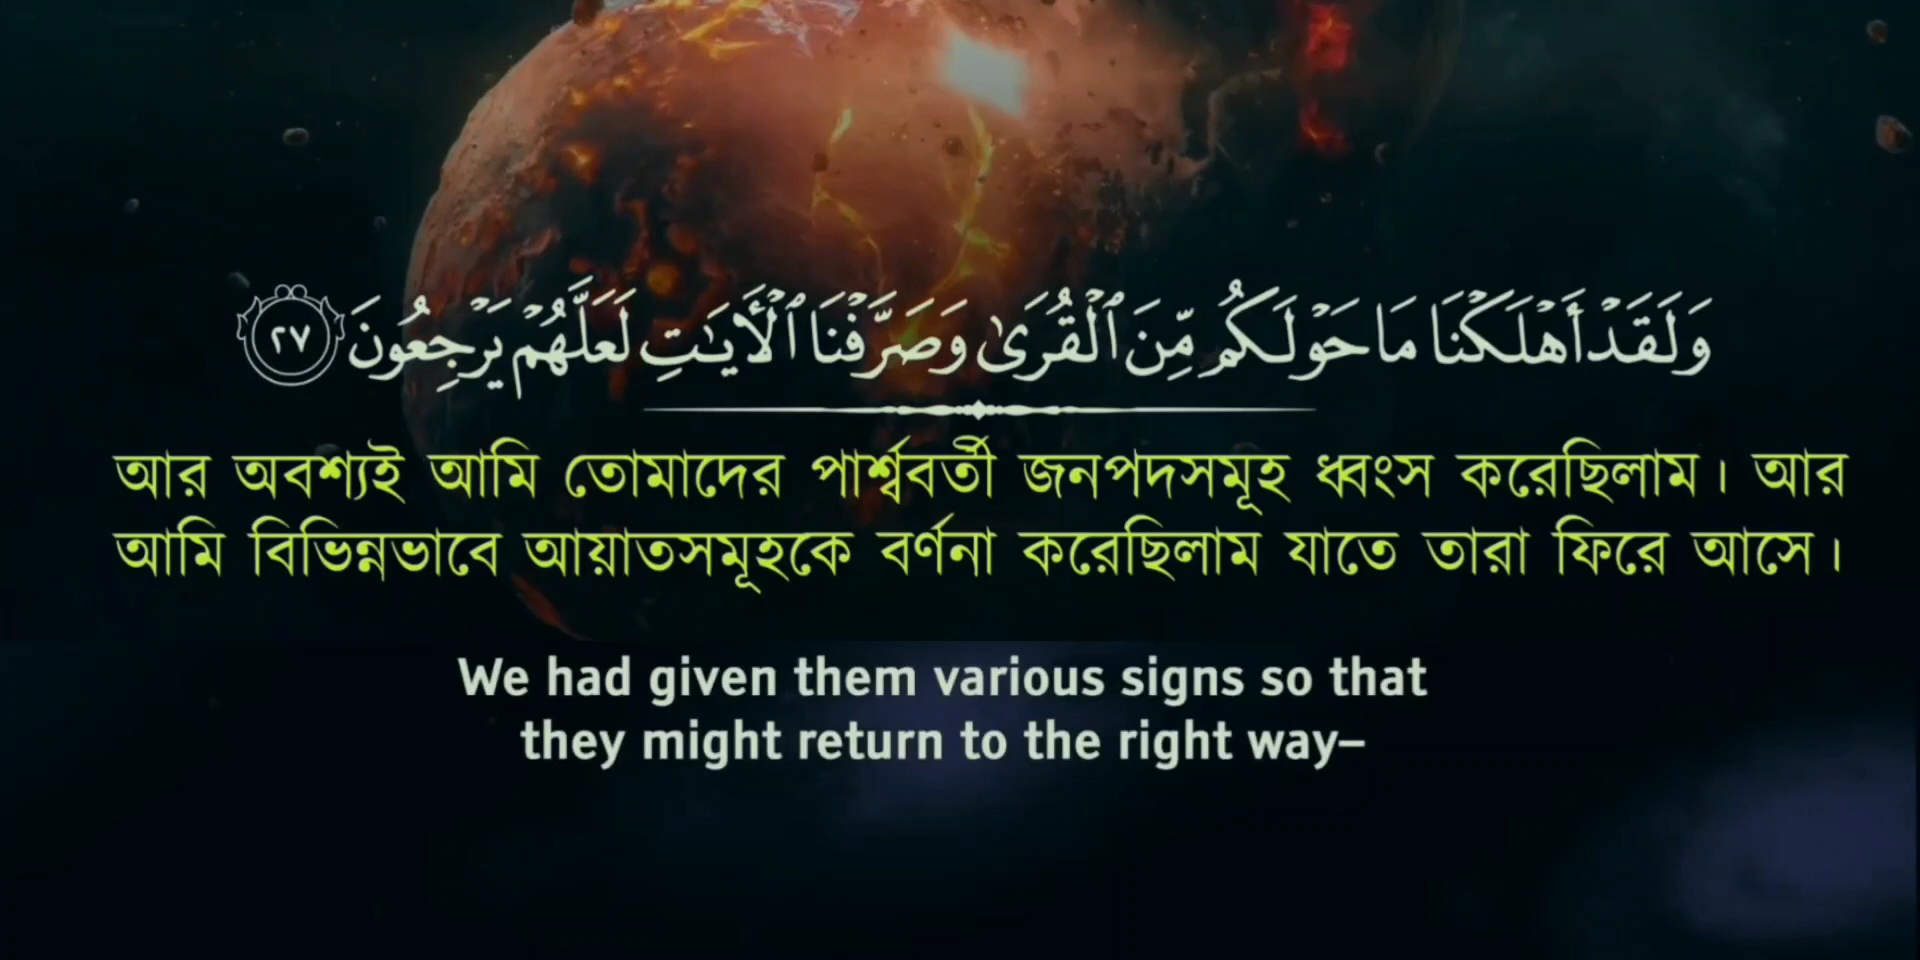 وَلَقَدْ أَهْلَكْنَا مَا حَوْلَكُم مِّنَ ٱلْقُرَىٰ وَصَرَّفْنَا ٱلْأَيَـٰتِ لَعَلَّهُمْ يَرْجِعُونَ ٢٧
আর অবশ্যই আমি তোমাদের পার্শ্ববর্তী জনপদসমূহ ধ্বংস করেছিলাম। আর
আমি বিভিন্নভাবে আয়াতসমূহকে বর্ণনা করেছিলাম যাতে তারা ফিরে আসে।
We had given them various signs so that
they might return to the right way–